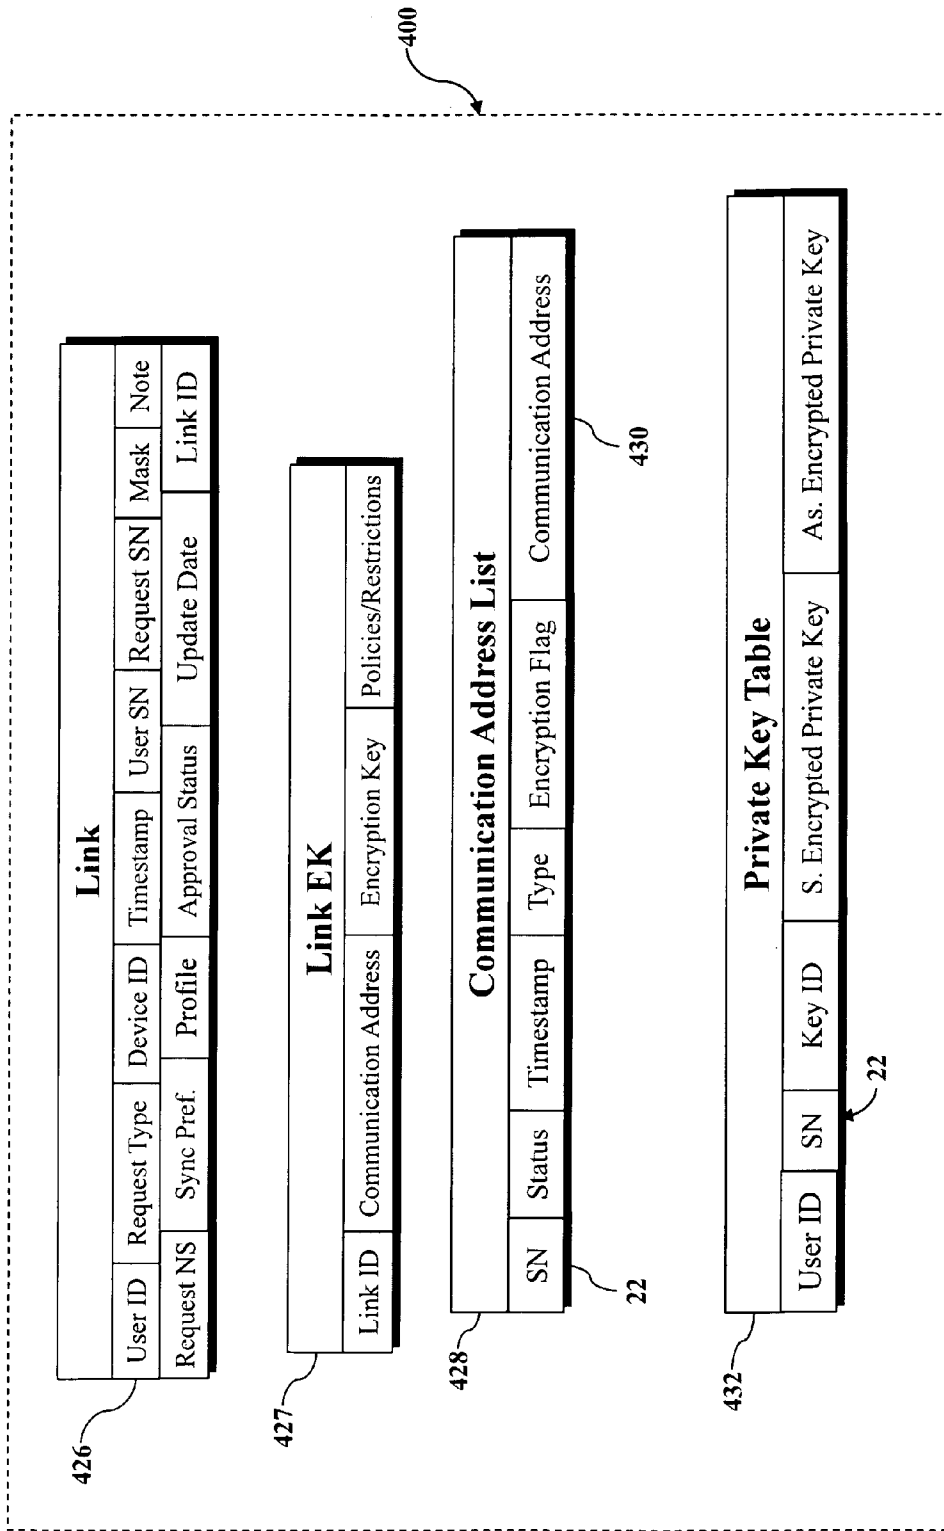 400
Link
User ID Request Type Device ID Timestamp User SN Request SN Mask Note
Request NS Sync Pref. Profile Approval Status Update Date Link ID
426
Link EK
Link ID Communication Address Encryption Key Policies/Restrictions
427
Communication Address List
SN Status Timestamp Type Encryption Flag Communication Address
428
22
430
Private Key Table
User ID SN Key ID S. Encrypted Private Key As. Encrypted Private Key
432
22